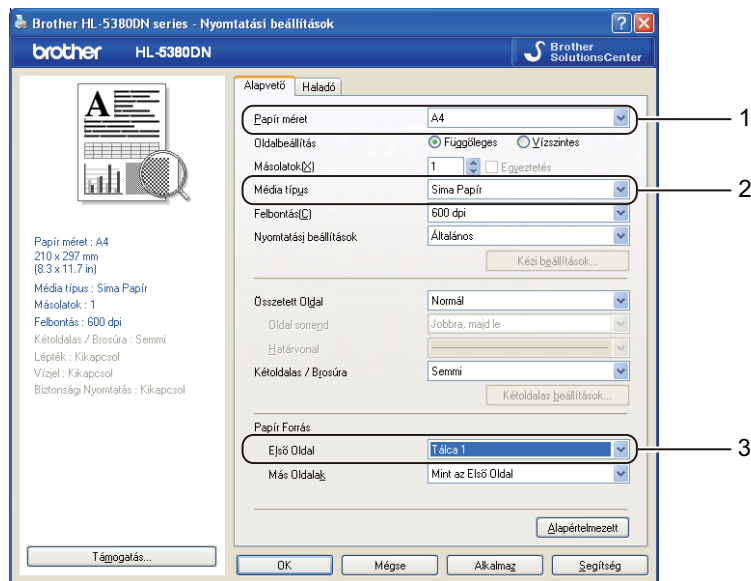 Brother HL-5380DN series - Nyomtatási beállítások
brother HL-5380DN Brother SolutionsCenter
Alapvető Haladó
Papír méret A4 1
Oldalbeállítás Függőleges Vízszintes
Másolatok(X) 1 Egyeztetés
Média típus Sima Papír 2
Felbontás(C) 600 dpi
Nyomtatási beállítások Általános
Kézi beállítások...
Összetett Oldal Normál
Oldal sorrend Jobbra, majd le
Határvonal
Kétoldalas / Brosúra Semmi
Kétoldalas beállítások...
Papír Forrás
Első Oldal Tálca 1 3
Más Oldalak Mint az Első Oldal
Alapértelmezett
A
Papír méret : A4
210 x 297 mm
(8.3 x 11.7 in)
Média típus : Sima Papír
Másolatok : 1
Felbontás : 600 dpi
Kétoldalas / Brosúra : Semmi
Lépték : Kikapcsol
Vízjel : Kikapcsol
Biztonsági Nyomtatás : Kikapcsol
Támogatás...
OK Mégse Alkalmaz Segítség